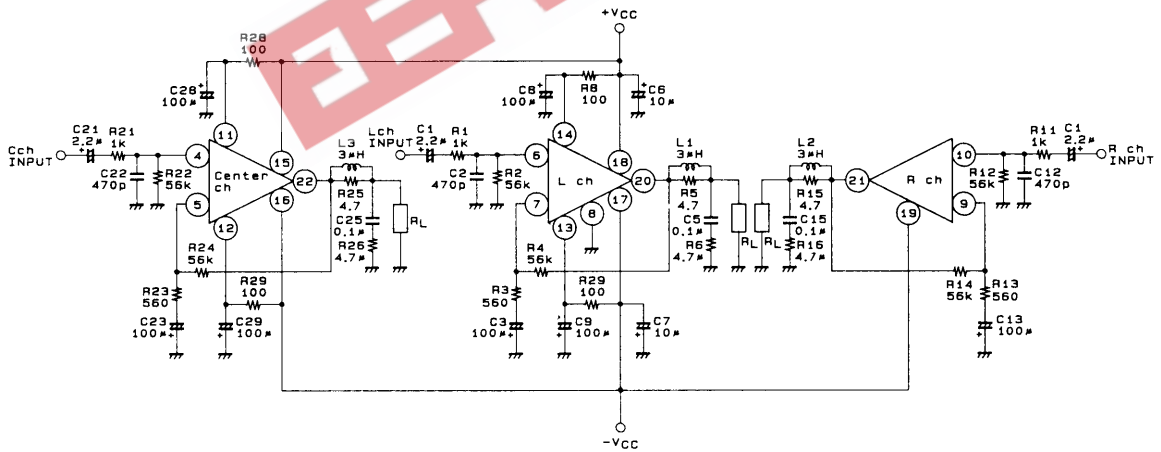 +VCC
R28
100
C28
100μ
+
C8
100μ
+
R8
100
+
C6
10μ
11
14
Cch
INPUT
C21
2.2μ
+
R21
1k
C22
470p
R22
56k
4
5
Center
ch
15
16
22
12
L3
3μH
R25
4.7
C25
0.1μ
R26
4.7μ
RL
R24
56k
R23
560
C23
100μ
+
R29
100
C29
100μ
+
Lch
INPUT
C1
2.2μ
+
R1
1k
C2
470p
R2
56k
6
7
L ch
18
20
17
8
13
L1
3μH
R5
4.7
C5
0.1μ
R6
4.7μ
RL
R4
56k
R3
560
C3
100μ
+
R29
100
C9
100μ
+
C7
10μ
+
L2
3μH
R15
4.7
C15
0.1μ
R16
4.7μ
RL
21
R ch
19
10
9
R12
56k
R11
1k
C12
470p
C1
2.2μ
+
R ch
INPUT
R14
56k
R13
560
C13
100μ
+
-VCC